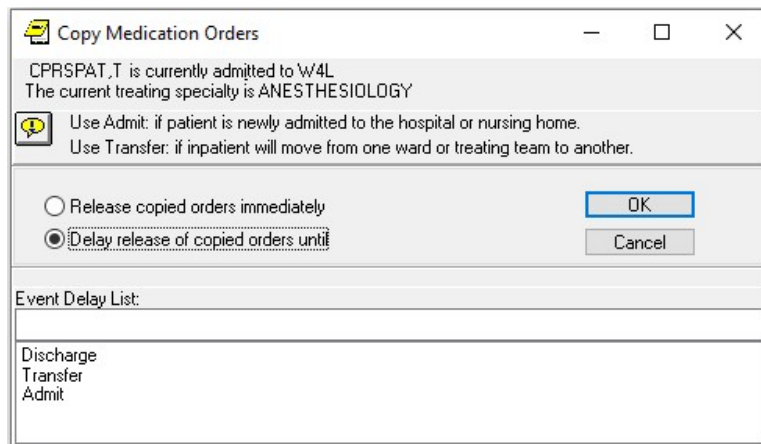 Copy Medication Orders
CPRSPAT,T is currently admitted to W4L
The current treating specialty is ANESTHESIOLOGY
Use Admit: if patient is newly admitted to the hospital or nursing home.
Use Transfer: if inpatient will move from one ward or treating team to another.
Release copied orders immediately
OK
Delay release of copied orders until
Cancel
Event Delay List:
Discharge
Transfer
Admit